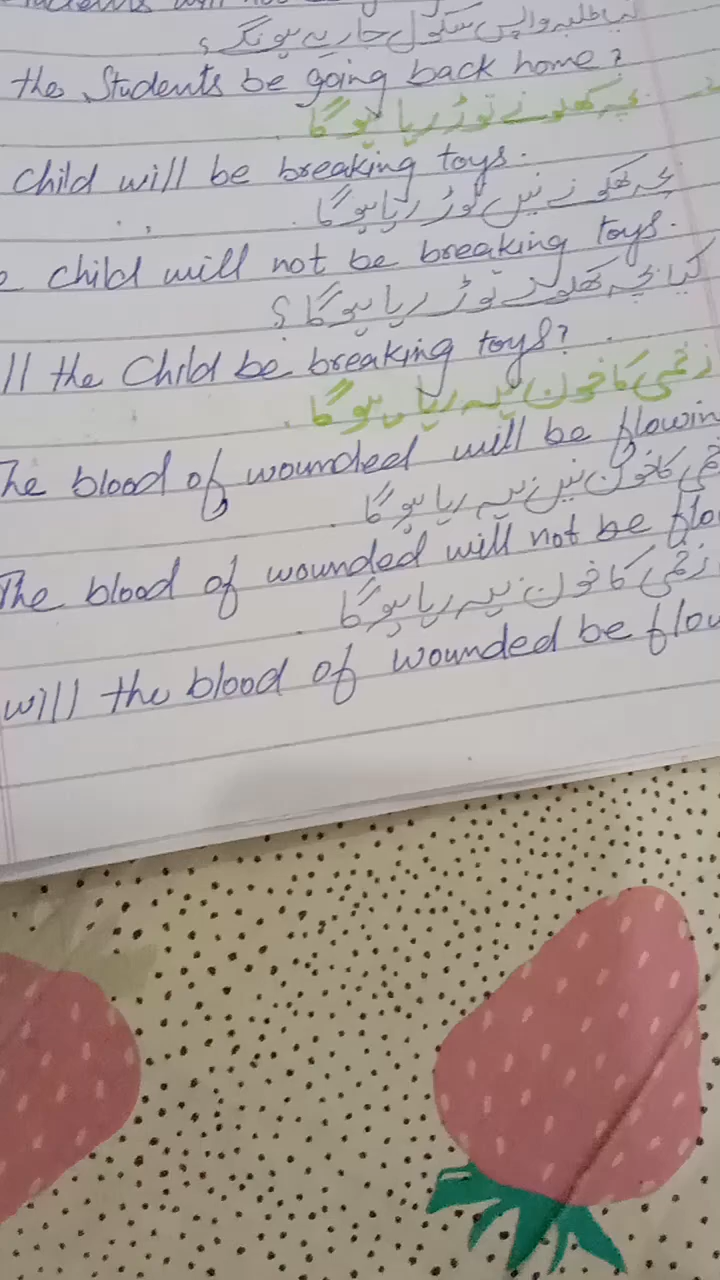 طلبہ واپس سکول جارہے ہونگے ؟
the Students be going back home?
بچہ کھلونے توڑ رہا ہوگا
child will be breaking toys.
بچہ کھلونے نہیں توڑ رہا ہوگا
child will not be breaking toys.
کیا بچہ کھلونے توڑ رہا ہوگا ؟
ll the Child be breaking toys?
زخمی کا خون بہہ رہا ہوگا
The blood of wounded will be flowin
کا خون نہیں بہہ رہا ہوگا
The blood of wounded will not be flo
زخمی کا خون بہہ رہا ہوگا
will the blood of wounded be flow